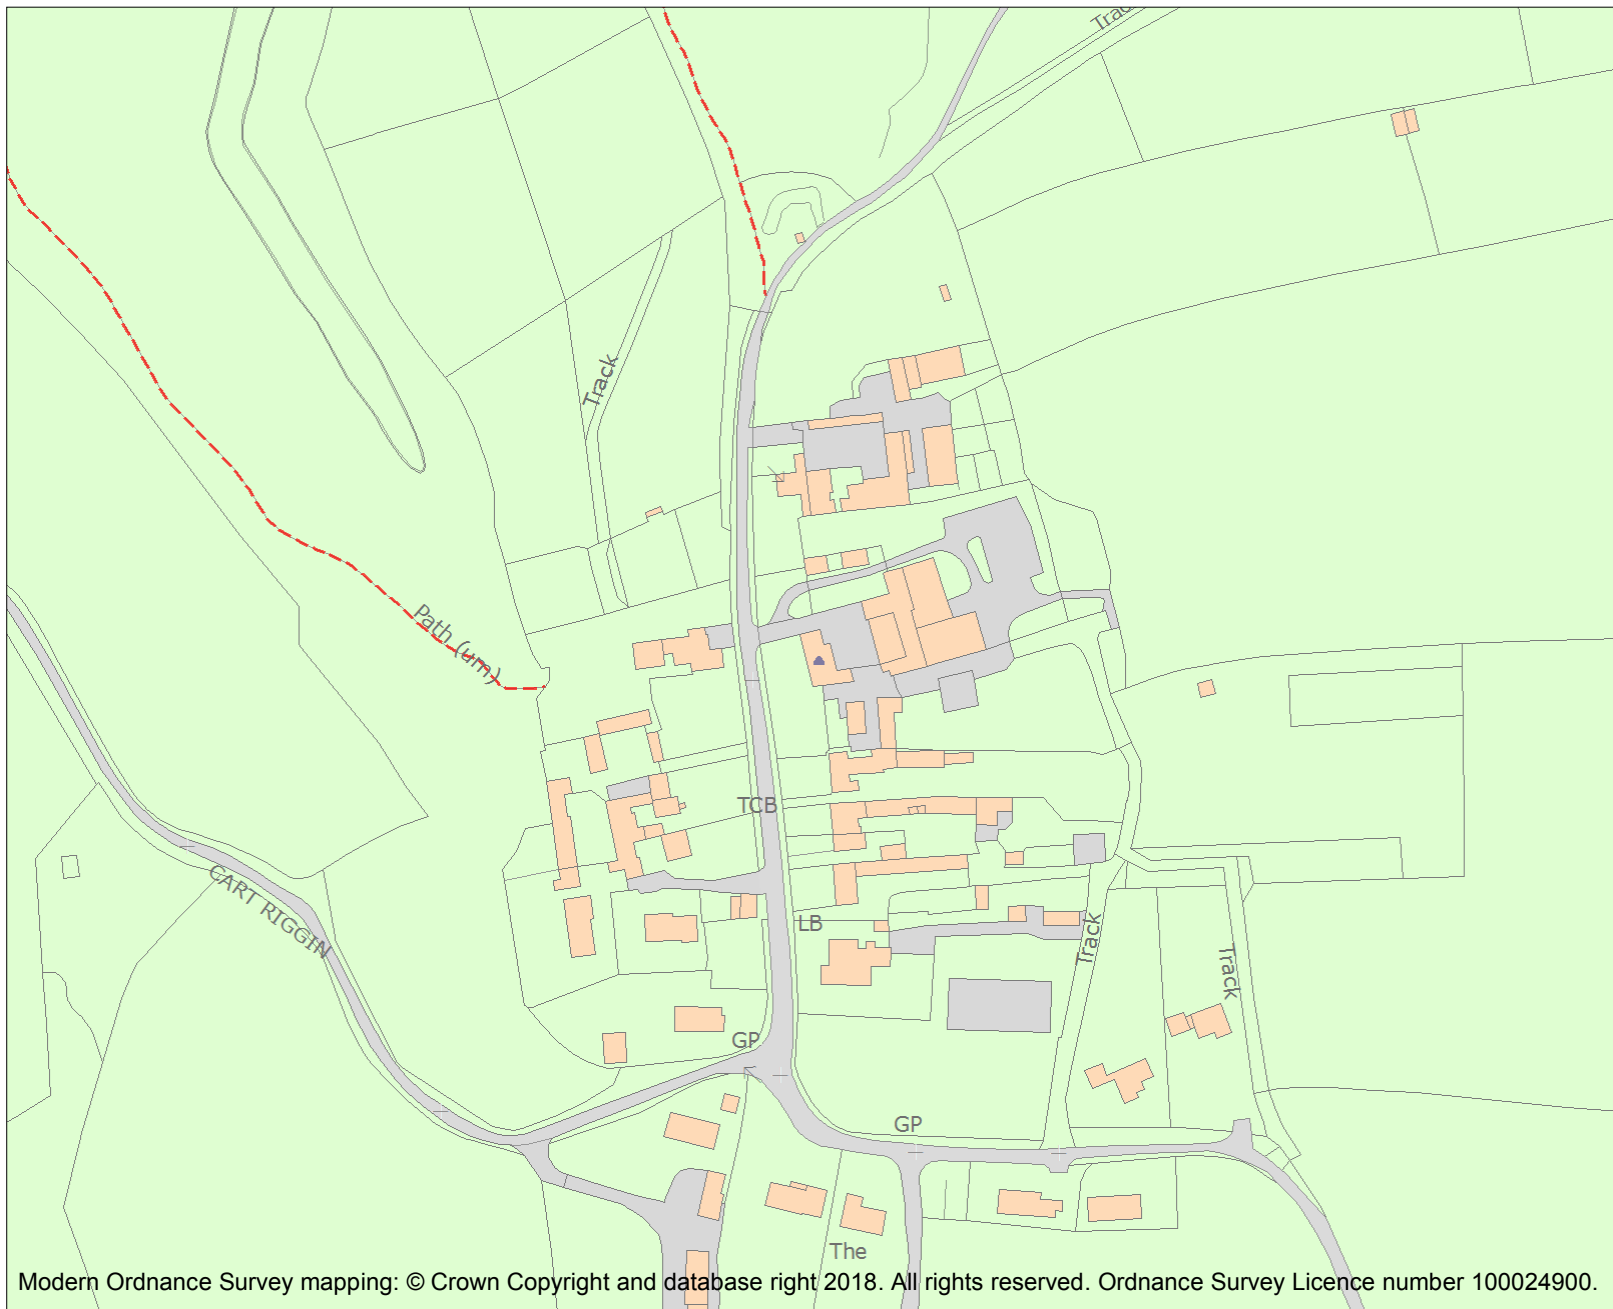 Trac
Track
Path (um)
TCB
CART RIGGIN
LB
Track
Track
GP
GP
The
Modern Ordnance Survey mapping: © Crown Copyright and database right 2018. All rights reserved. Ordnance Survey Licence number 100024900.